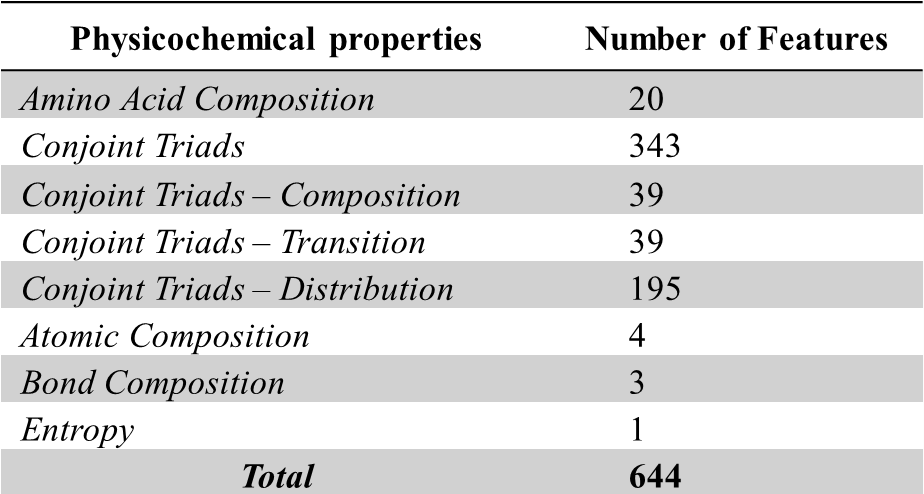 Physicochemical properties Number of Features
Amino Acid Composition 20
Conjoint Triads 343
Conjoint Triads – Composition 39
Conjoint Triads – Transition 39
Conjoint Triads – Distribution 195
Atomic Composition 4
Bond Composition 3
Entropy 1
Total 644